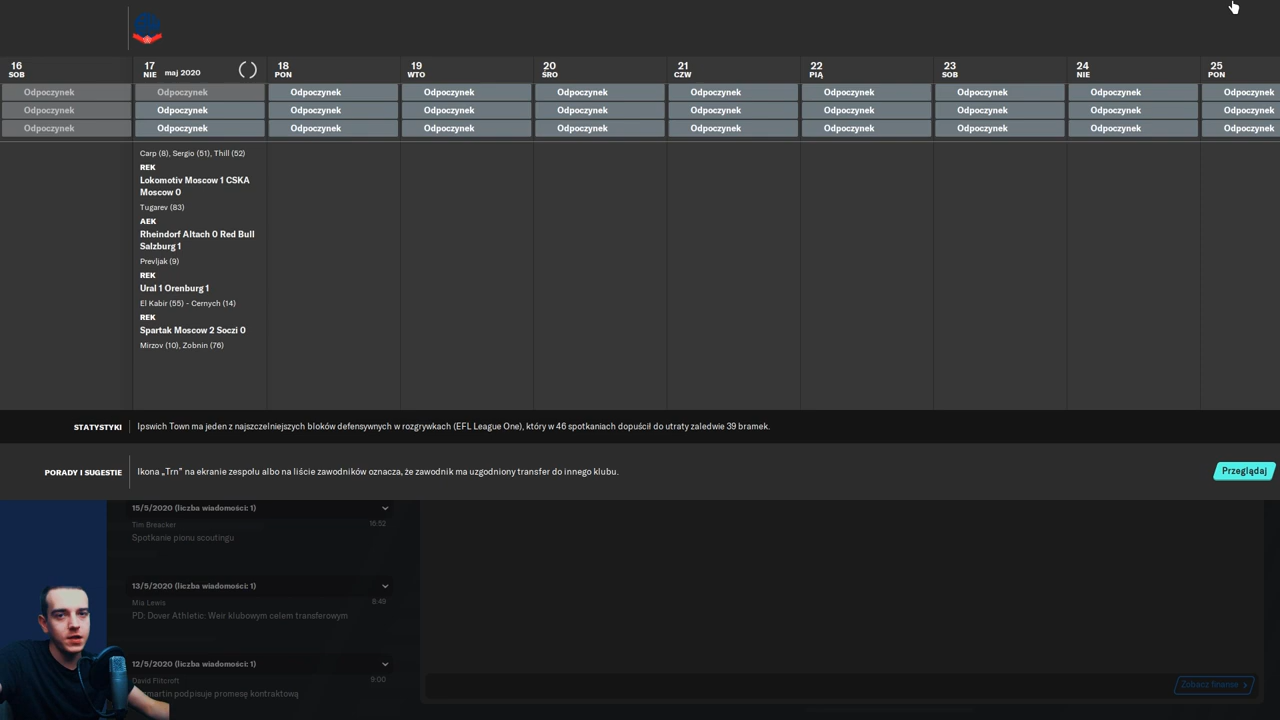 16
SOB
17
NIE maj 2020
18
PON
19
WTO
20
ŚRO
21
CZW
22
PIĄ
23
SOB
24
NIE
25
PON
Odpoczynek Odpoczynek Odpoczynek Odpoczynek Odpoczynek Odpoczynek Odpoczynek Odpoczynek Odpoczynek Odpoczynek
Odpoczynek Odpoczynek Odpoczynek Odpoczynek Odpoczynek Odpoczynek Odpoczynek Odpoczynek Odpoczynek Odpoczynek
Odpoczynek Odpoczynek Odpoczynek Odpoczynek Odpoczynek Odpoczynek Odpoczynek Odpoczynek Odpoczynek Odpoczynek
Carp (8), Sergio (51), Thill (52)
REK
Lokomotiv Moscow 1 CSKA
Moscow 0
Tugarev (83)
AEK
Rheindorf Altach 0 Red Bull
Salzburg 1
Prevljak (9)
REK
Ural 1 Orenburg 1
El Kabir (55) - Cernych (14)
REK
Spartak Moscow 2 Soczi 0
Mirzov (10), Zobnin (76)
STATYSTYKI Ipswich Town ma jeden z najszczelniejszych bloków defensywnych w rozgrywkach (EFL League One), który w 46 spotkaniach dopuścił do utraty zaledwie 39 bramek.
PORADY I SUGESTIE Ikona „Trn” na ekranie zespołu albo na liście zawodników oznacza, że zawodnik ma uzgodniony transfer do innego klubu. Przeglądaj
15/5/2020 (liczba wiadomości: 1)
Tim Breacker 16:32
Spotkanie pionu scoutingu
13/5/2020 (liczba wiadomości: 1)
Mia Lewis 8:49
PD: Dover Athletic: Weir klubowym celem transferowym
12/5/2020 (liczba wiadomości: 1)
David Flitcroft 9:00
podpisuje promesę kontraktową
Zobacz finanse